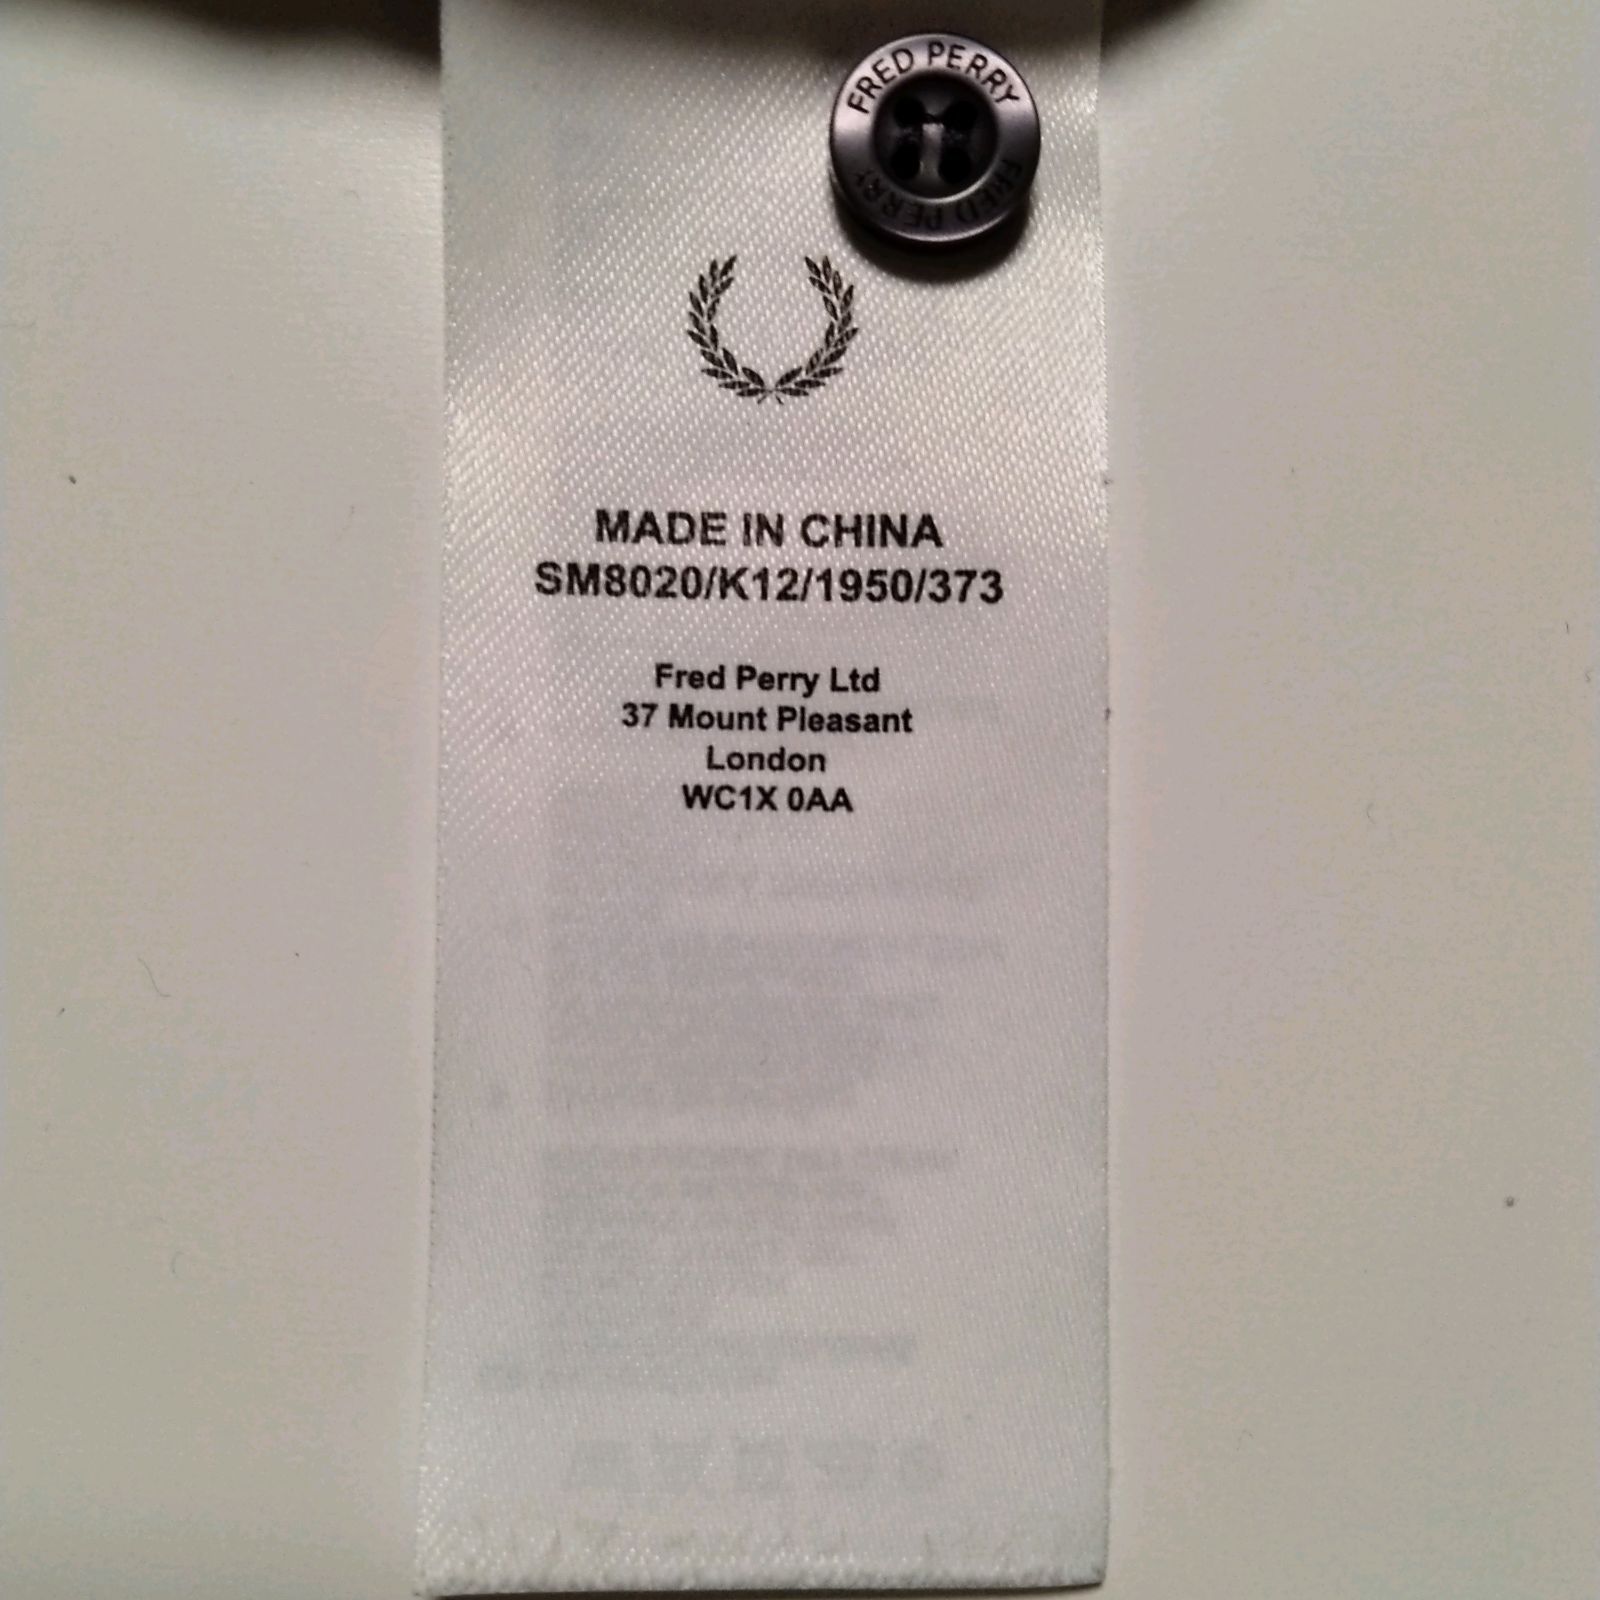 FRED PERRY
FRED PERRY
MADE IN CHINA
SM8020/K12/1950/373
Fred Perry Ltd
37 Mount Pleasant
London
WC1X 0AA